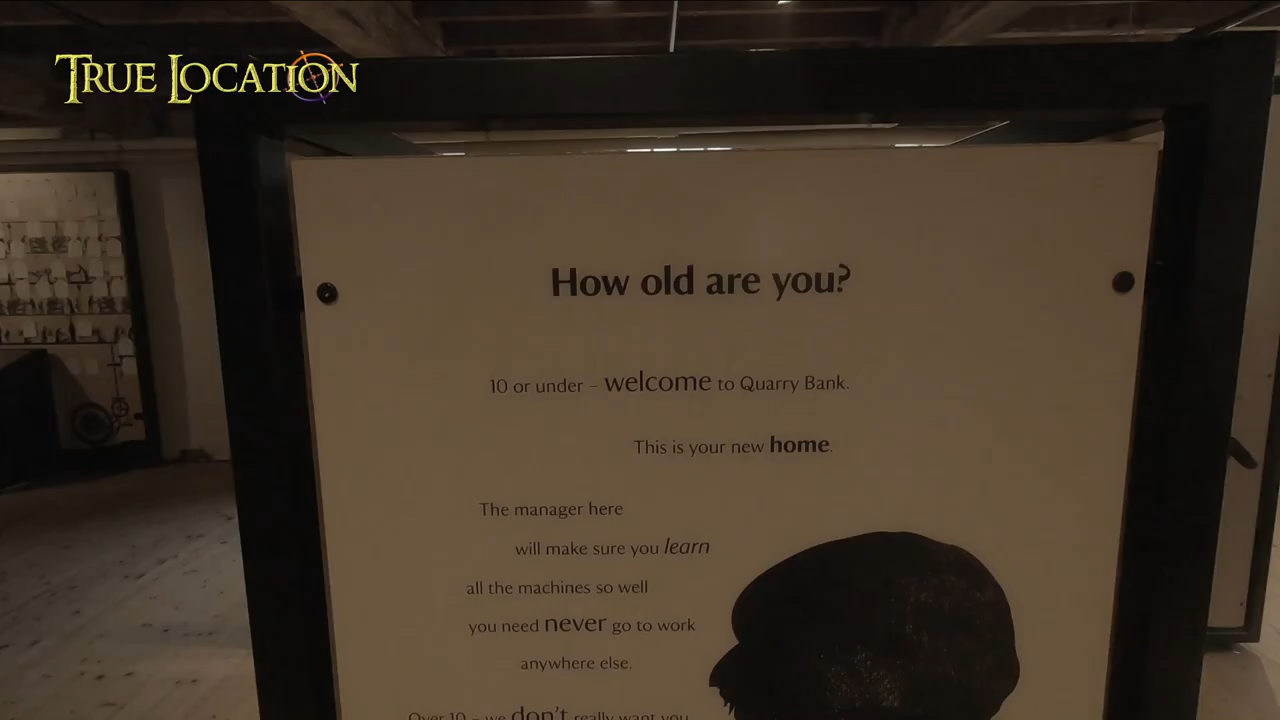 TRUE LOCATION
How old are you?
10 or under – welcome to Quarry Bank.
This is your new home.
The manager here
will make sure you learn
all the machines so well
you need never go to work
anywhere else.
Over 10 – we don't really want you